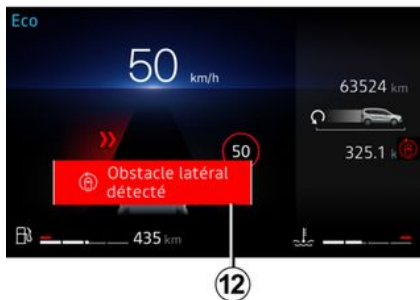 Eco
50 km/h
63524 km
50
325.1 k
Obstacle latéral
détecté
435 km
12